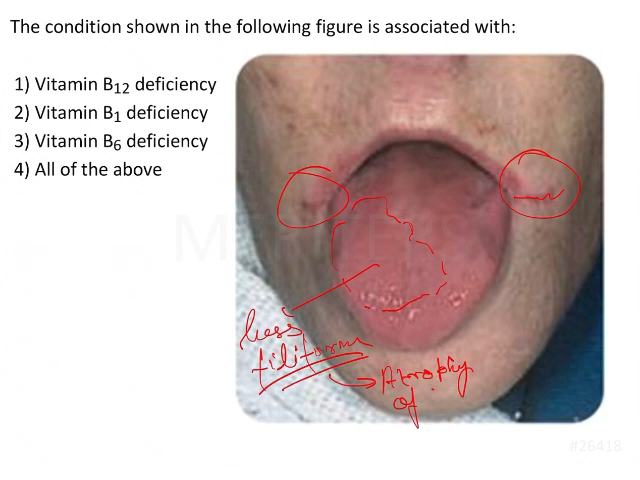 The condition shown in the following figure is associated with:
1) Vitamin B12 deficiency
2) Vitamin B1 deficiency
3) Vitamin B6 deficiency
4) All of the above
less
filiform
Atrophy
of
#26418